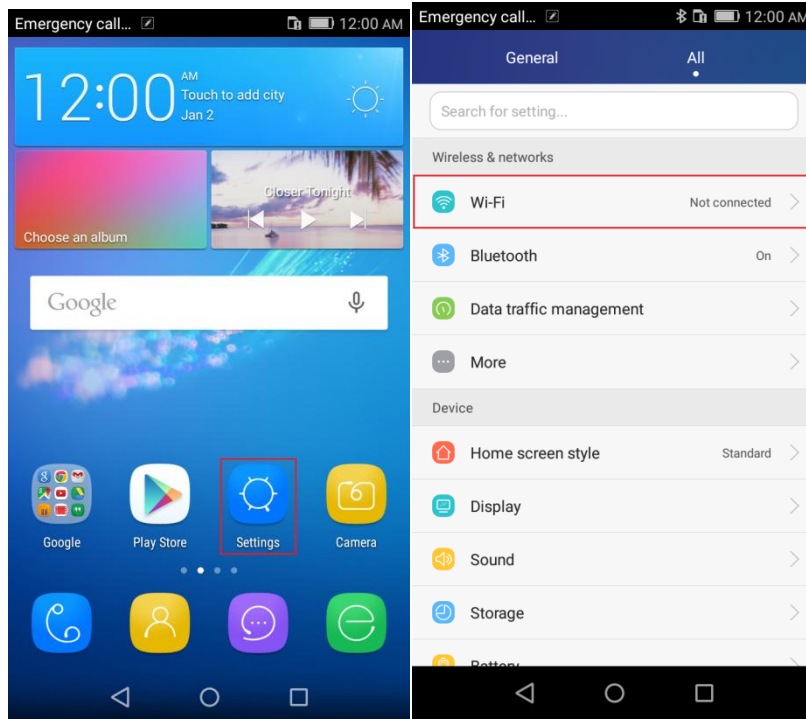 Emergency call...
12:00 AM
12:00
AM
Touch to add city
Jan 2
Choose an album
Closer Tonight
Google
Google
Play Store
Settings
Camera
Emergency call...
12:00 AM
General
All
Search for setting...
Wireless & networks
Wi-Fi
Not connected
Bluetooth
On
Data traffic management
More
Device
Home screen style
Standard
Display
Sound
Storage
Battery